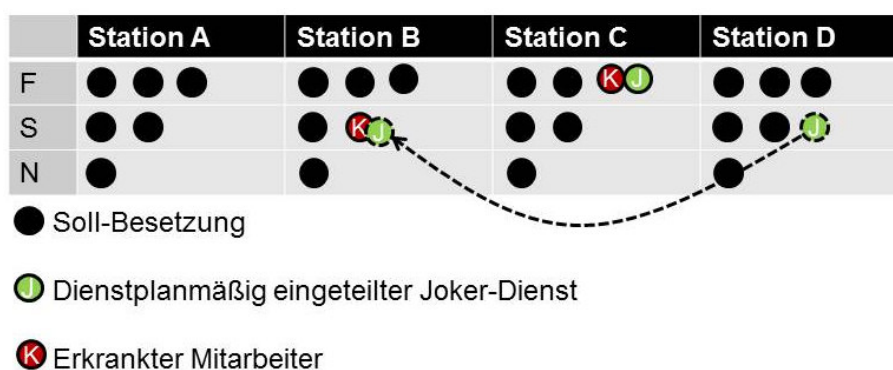 Station A Station B Station C Station D
F K J
S K J J
N
Soll-Besetzung
J Dienstplanmäßig eingeteilter Joker-Dienst
K Erkrankter Mitarbeiter